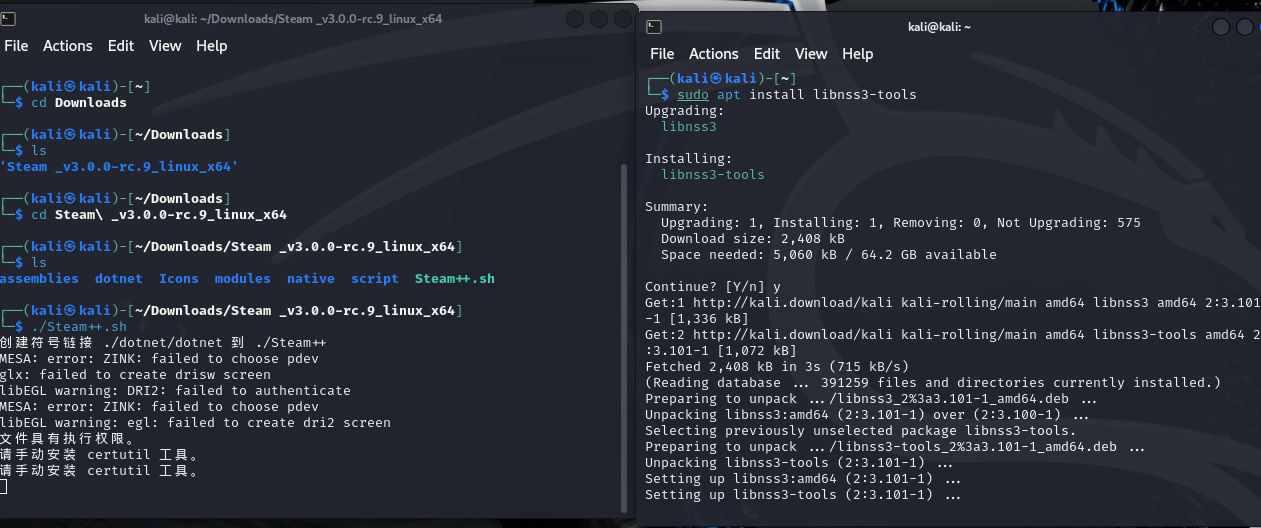 kali@kali: ~/Downloads/Steam _v3.0.0-rc.9_linux_x64
File Actions Edit View Help
┌──(kali㉿kali)-[~]
└─$ cd Downloads
┌──(kali㉿kali)-[~/Downloads]
└─$ ls
'Steam _v3.0.0-rc.9_linux_x64'
┌──(kali㉿kali)-[~/Downloads]
└─$ cd Steam\ _v3.0.0-rc.9_linux_x64
┌──(kali㉿kali)-[~/Downloads/Steam _v3.0.0-rc.9_linux_x64]
└─$ ls
assemblies dotnet Icons modules native script Steam++.sh
┌──(kali㉿kali)-[~/Downloads/Steam _v3.0.0-rc.9_linux_x64]
└─$ ./Steam++.sh
创建符号链接 ./dotnet/dotnet 到 ./Steam++
MESA: error: ZINK: failed to choose pdev
glx: failed to create drisw screen
libEGL warning: DRI2: failed to authenticate
MESA: error: ZINK: failed to choose pdev
libEGL warning: egl: failed to create dri2 screen
文件具有执行权限。
请手动安装 certutil 工具。
请手动安装 certutil 工具。
kali@kali: ~
File Actions Edit View Help
┌──(kali㉿kali)-[~]
└─$ sudo apt install libnss3-tools
Upgrading:
libnss3
Installing:
libnss3-tools
Summary:
Upgrading: 1, Installing: 1, Removing: 0, Not Upgrading: 575
Download size: 2,408 kB
Space needed: 5,060 kB / 64.2 GB available
Continue? [Y/n] y
Get:1 http://kali.download/kali kali-rolling/main amd64 libnss3 amd64 2:3.101
-1 [1,336 kB]
Get:2 http://kali.download/kali kali-rolling/main amd64 libnss3-tools amd64 2
:3.101-1 [1,072 kB]
Fetched 2,408 kB in 3s (715 kB/s)
(Reading database ... 391259 files and directories currently installed.)
Preparing to unpack .../libnss3_2%3a3.101-1_amd64.deb ...
Unpacking libnss3:amd64 (2:3.101-1) over (2:3.100-1) ...
Selecting previously unselected package libnss3-tools.
Preparing to unpack .../libnss3-tools_2%3a3.101-1_amd64.deb ...
Unpacking libnss3-tools (2:3.101-1) ...
Setting up libnss3:amd64 (2:3.101-1) ...
Setting up libnss3-tools (2:3.101-1) ...